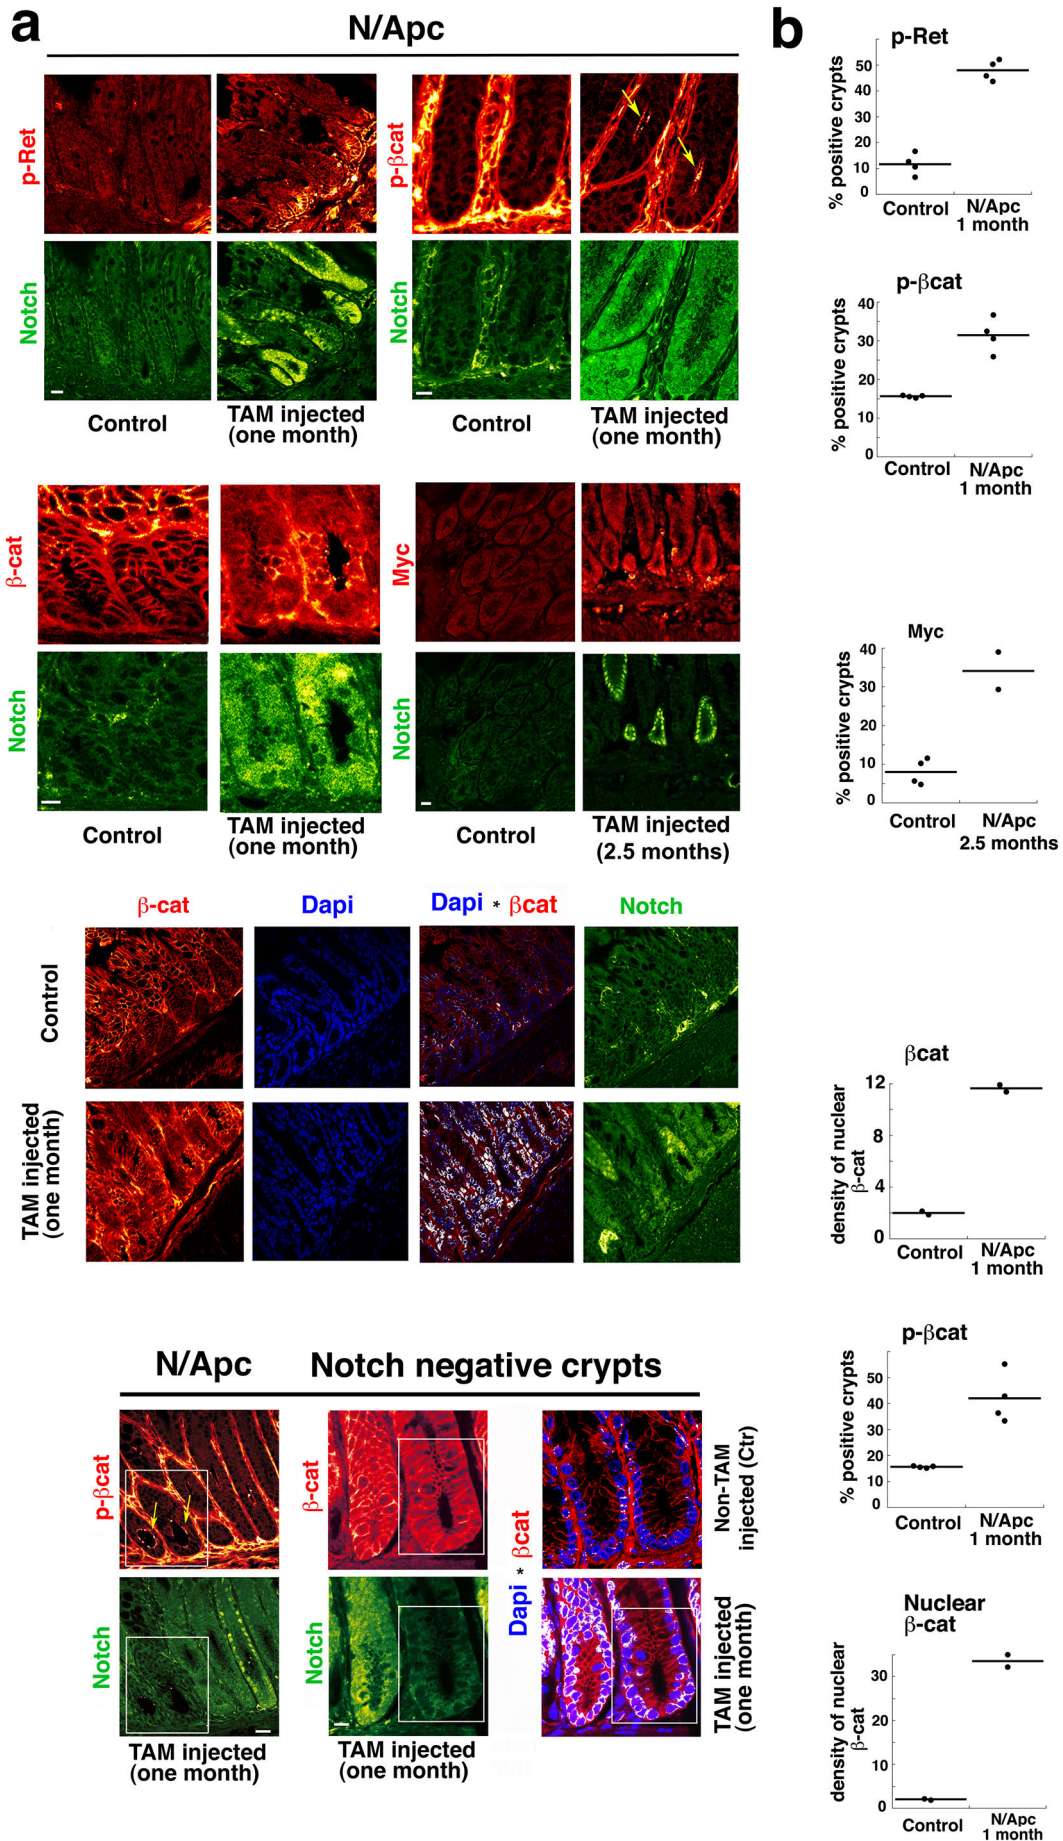 a
N/Apc
p-Ret
Notch
p-βcat
Notch
Control
TAM injected
(one month)
Control
TAM injected
(one month)
β-cat
Notch
Myc
Notch
Control
TAM injected
(one month)
Control
TAM injected
(2.5 months)
β-cat
Dapi
Dapi * βcat
Notch
Control
TAM injected
(one month)
N/Apc
Notch negative crypts
p-βcat
Notch
β-cat
Notch
Dapi * βcat
Non-TAM
injected (Ctr)
TAM injected
(one month)
TAM injected
(one month)
TAM injected
(one month)
b
p-Ret
% positive crypts
50
40
30
20
10
0
Control
N/Apc
1 month
p-βcat
% positive crypts
40
30
20
10
0
Control
N/Apc
1 month
Myc
% positive crypts
40
30
20
10
0
Control
N/Apc
2.5 months
βcat
density of nuclear
β-cat
12
8
4
0
Control
N/Apc
1 month
p-βcat
% positive crypts
50
40
30
20
10
0
Control
N/Apc
1 month
Nuclear
β-cat
density of nuclear
β-cat
30
20
10
0
Control
N/Apc
1 month